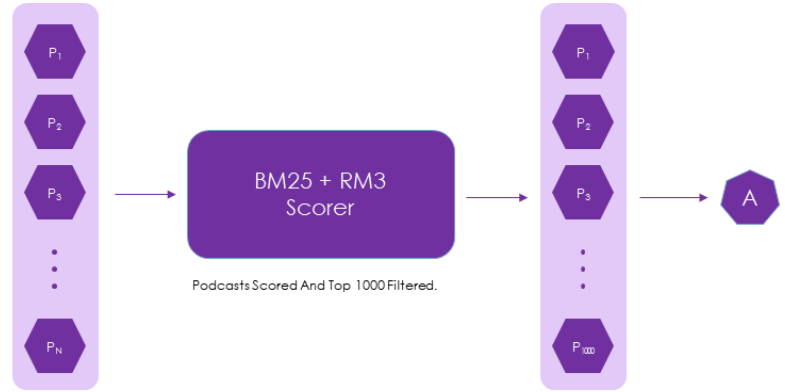 P₁
P₂
P₃
Pₙ
BM25 + RM3
Scorer
Podcasts Scored And Top 1000 Filtered.
P₁
P₂
P₃
P₁₀₀₀
A